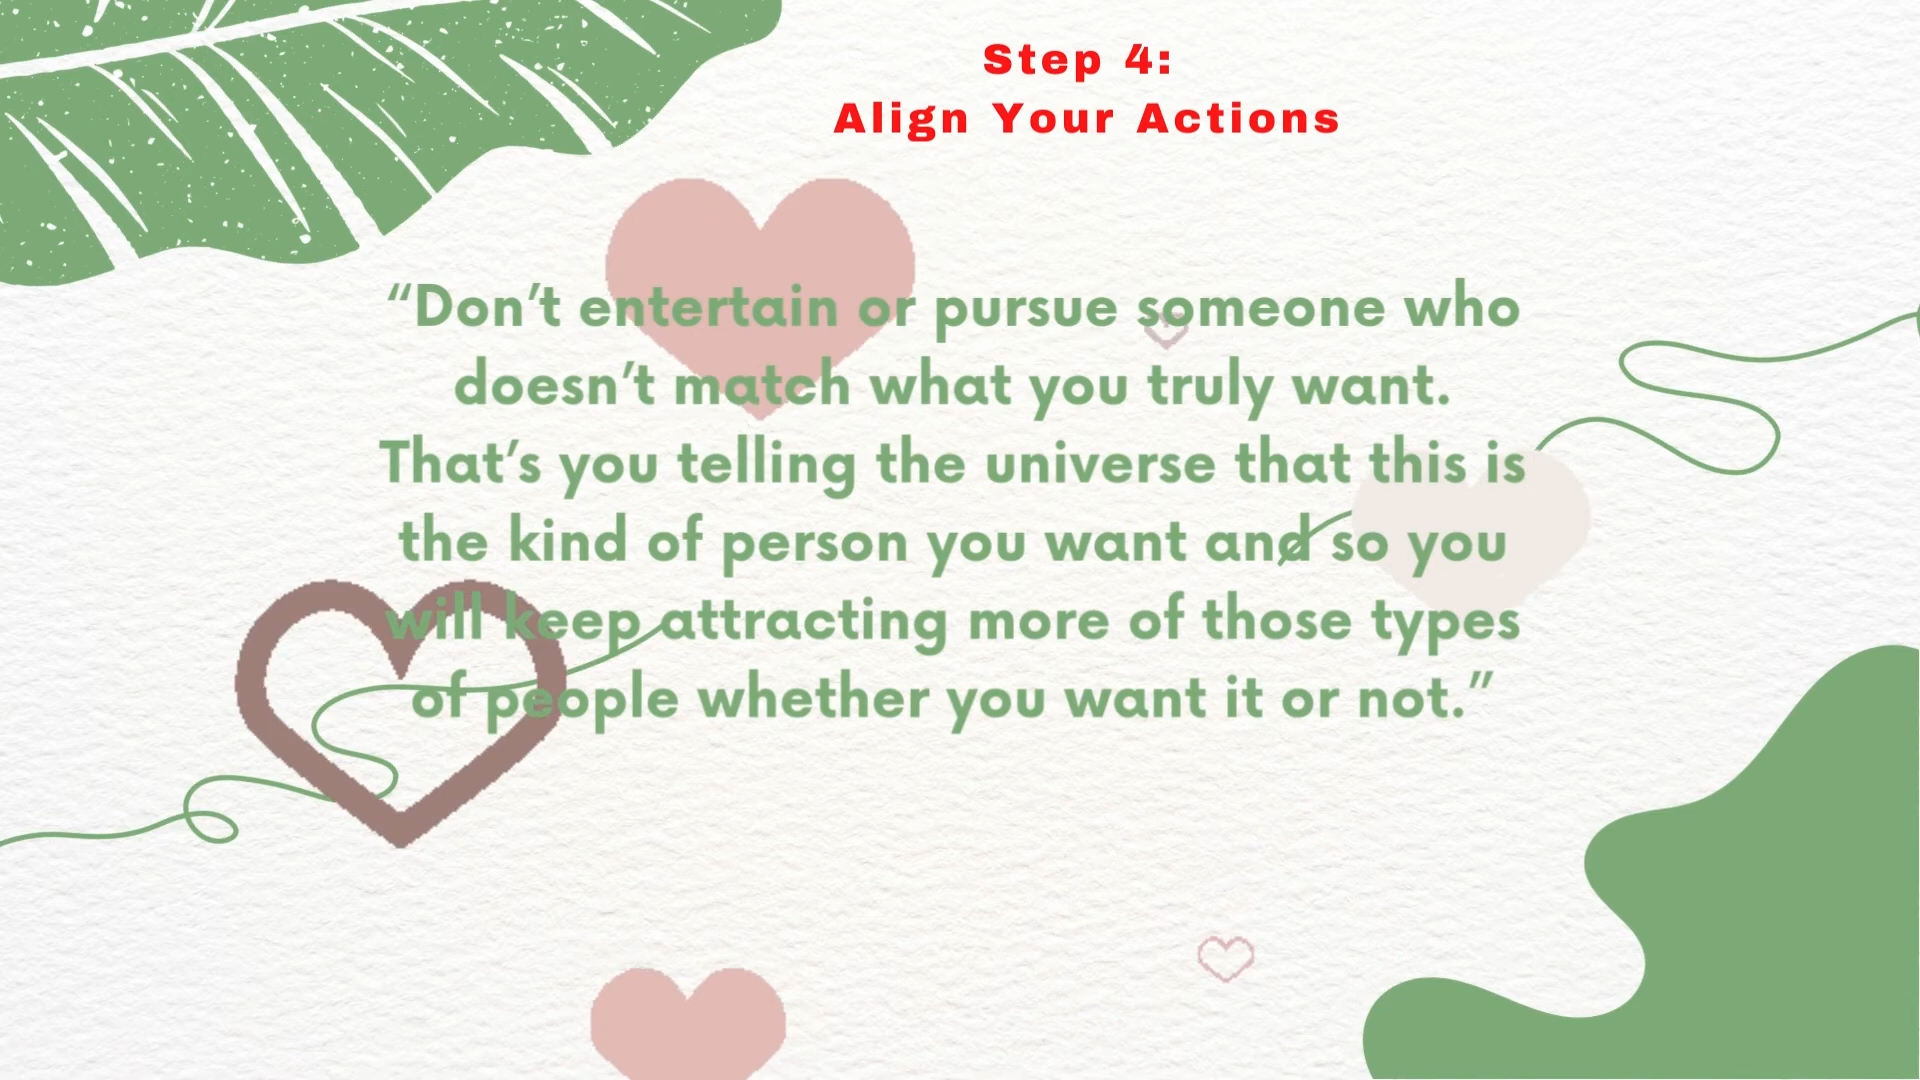 Step 4:
Align Your Actions
“Don’t entertain or pursue someone who
doesn’t match what you truly want.
That’s you telling the universe that this is
the kind of person you want and so you
will keep attracting more of those types
of people whether you want it or not.”